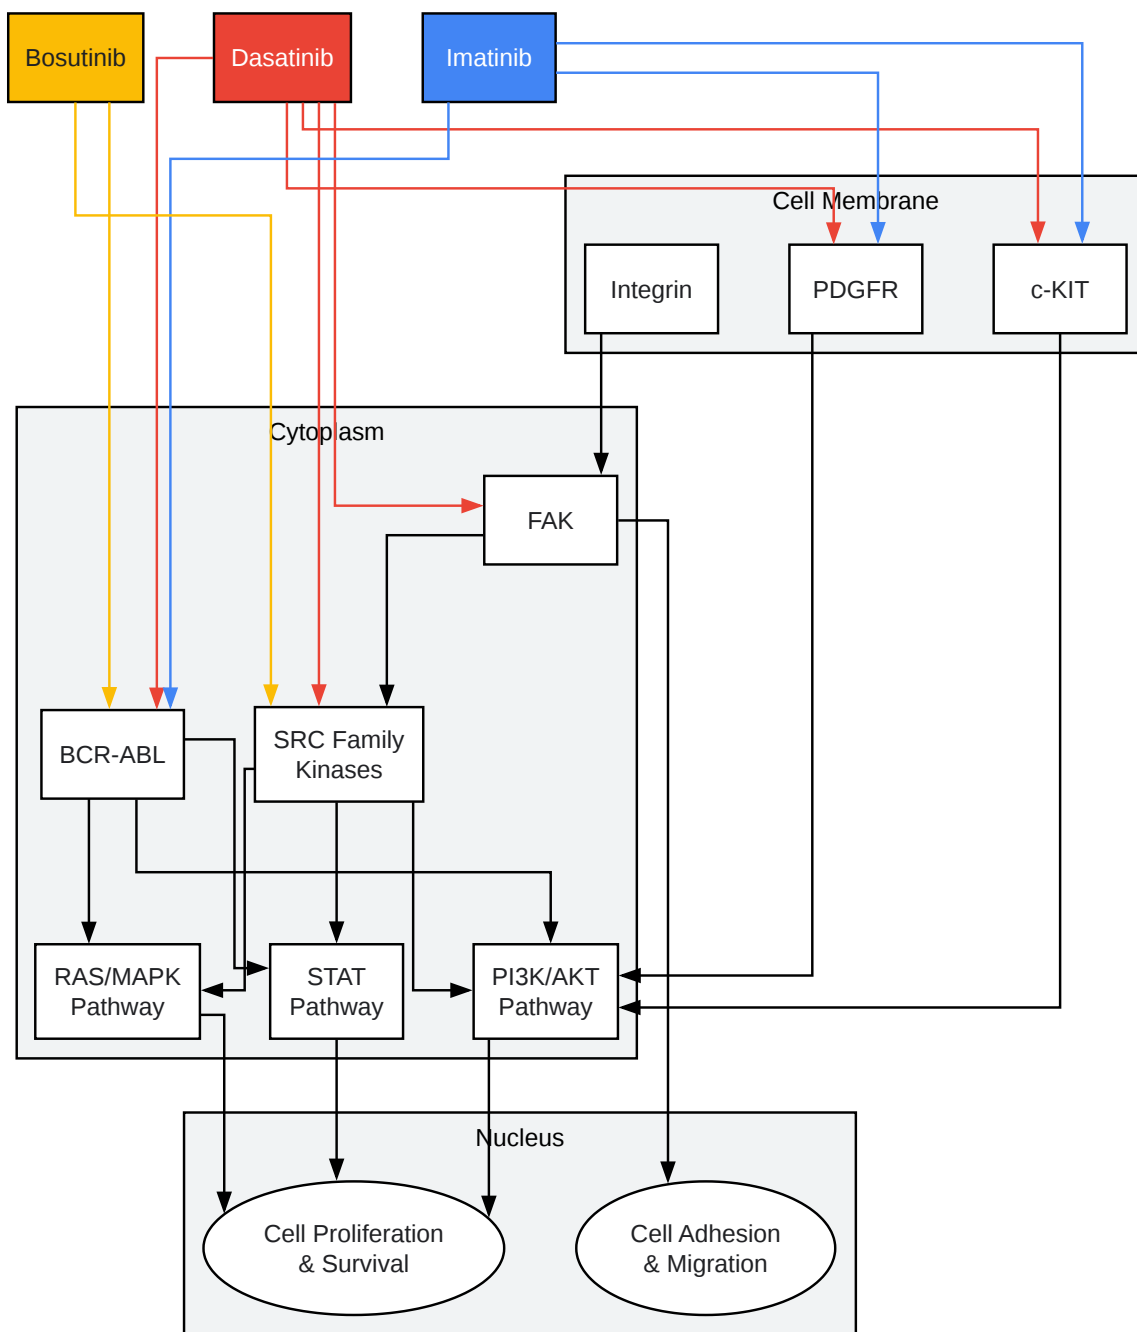 Bosutinib
Dasatinib
Imatinib
Cell Membrane
Integrin
PDGFR
c-KIT
Cytoplasm
FAK
BCR-ABL
SRC Family
Kinases
RAS/MAPK
Pathway
STAT
Pathway
PI3K/AKT
Pathway
Nucleus
Cell Proliferation
& Survival
Cell Adhesion
& Migration